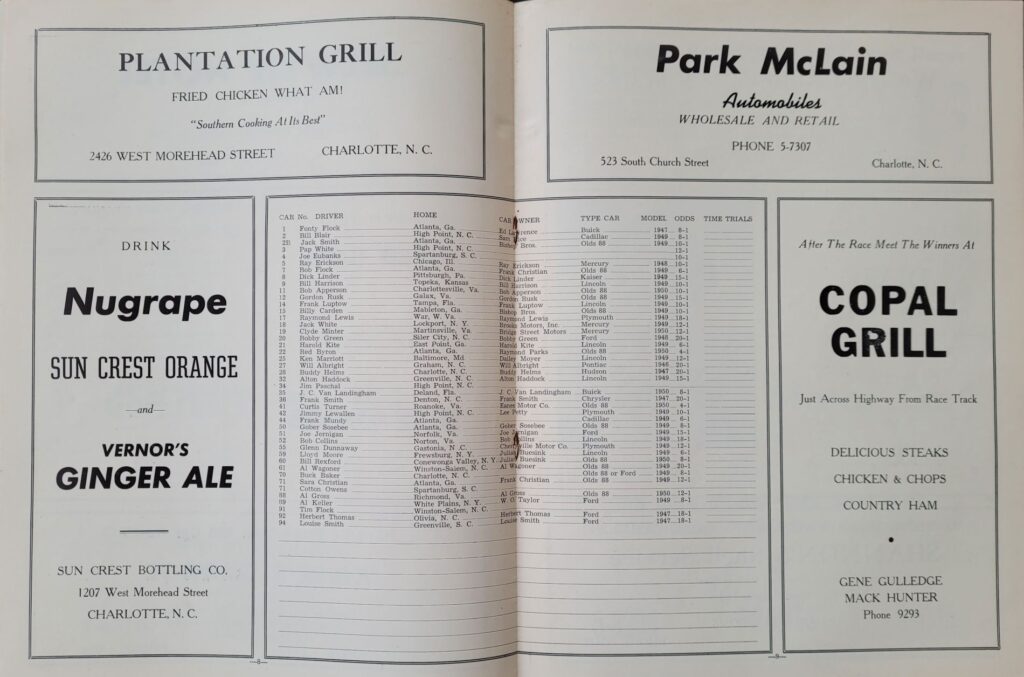 PLANTATION GRILL
FRIED CHICKEN WHAT AM!
"Southern Cooking At Its Best"
2426 WEST MOREHEAD STREET CHARLOTTE, N. C.
Park McLain
Automobiles
WHOLESALE AND RETAIL
PHONE 5-7307
523 South Church Street Charlotte, N. C.
DRINK
Nugrape
SUN CREST ORANGE
—and—
VERNOR'S
GINGER ALE
SUN CREST BOTTLING CO.
1207 West Morehead Street
CHARLOTTE, N. C.
CAR No. DRIVER HOME CAR OWNER TYPE CAR MODEL ODDS TIME TRIALS
1 Fonty Flock Atlanta, Ga. Ed Lawrence Buick 1947 8-1
2 Bill Blair High Point, N. C. Sam Rice Cadillac 1949 8-1
2B Jack Smith Atlanta, Ga. Bishop Bros. Olds 88 1949 10-1
3 Pap White High Point, N. C. 12-1
4 Joe Eubanks Spartanburg, S. C. 10-1
5 Ray Erickson Chicago, Ill. Ray Erickson Mercury 1948 10-1
7 Bob Flock Atlanta, Ga. Frank Christian Olds 88 1949 6-1
8 Dick Linder Pittsburgh, Pa. Dick Linder Kaiser 1949 15-1
9 Bill Harrison Topeka, Kansas Bill Harrison Lincoln 1949 10-1
11 Bob Apperson Charlottesville, Va. Bob Apperson Olds 88 1950 10-1
12 Gordon Rusk Galax, Va. Gordon Rusk Olds 88 1949 15-1
14 Frank Luptow Tampa, Fla. Frank Luptow Lincoln 1949 10-1
15 Billy Carden Mableton, Ga. Bishop Bros. Olds 88 1949 10-1
17 Raymond Lewis War, W. Va. Raymond Lewis Plymouth 1949 18-1
18 Jack White Lockport, N. Y. Brooks Motors, Inc. Mercury 1949 12-1
19 Clyde Minter Martinsville, Va. Bridge Street Motors Mercury 1950 12-1
20 Bobby Green Siler City, N. C. Bobby Green Ford 1948 20-1
21 Harold Kite East Point, Ga. Harold Kite Lincoln 1949 6-1
22 Red Byron Atlanta, Ga. Raymond Parks Olds 88 1950 4-1
25 Ken Marriott Baltimore, Md. Dailey Moyer Lincoln 1949 12-1
27 Will Albright Graham, N. C. Will Albright Pontiac 1946 20-1
28 Buddy Helms Charlotte, N. C. Buddy Helms Hudson 1947 20-1
32 Alton Haddock Greenville, N. C. Alton Haddock Lincoln 1949 15-1
34 Jim Paschal High Point, N. C.
35 J. C. Van Landingham Deland, Fla. J. C. Van Landingham Buick 1950 8-1
36 Frank Smith Denton, N. C. Frank Smith Chrysler 1947 20-1
41 Curtis Turner Roanoke, Va. Eanes Motor Co. Olds 88 1950 4-1
42 Jimmy Lewallen High Point, N. C. Lee Petty Plymouth 1949 10-1
44 Frank Mundy Atlanta, Ga. Cadillac 1949 6-1
50 Gober Sosebee Atlanta, Ga. Gober Sosebee Olds 88 1949 8-1
51 Joe Jernigan Norfolk, Va. Joe Jernigan Ford 1949 15-1
52 Bob Collins Norton, Va. Bob Collins Lincoln 1949 18-1
55 Glenn Dunnaway Gastonia, N. C. Motor Co. Plymouth 1949 12-1
59 Lloyd Moore Frewsburg, N. Y. Julian Buesink Lincoln 1949 6-1
60 Bill Rexford Conewonga Valley, N. Y. Julian Buesink Olds 88 1950 8-1
61 Al Wagoner Winston-Salem, N. C. Al Wagoner Olds 88 1949 20-1
70 Buck Baker Charlotte, N. C. Olds 88 or Ford 1949 8-1
71 Sara Christian Atlanta, Ga. Frank Christian Olds 88 1949 12-1
71 Cotton Owens Spartanburg, S. C.
88 Al Gross Richmond, Va. Al Gross Olds 88 1950 12-1
89 Al Keller White Plains, N. Y. W. O. Taylor Ford 1949 8-1
91 Tim Flock Winston-Salem, N. C.
92 Herbert Thomas Olivia, N. C. Herbert Thomas Ford 1947 18-1
94 Louise Smith Greenville, S. C. Louise Smith Ford 1947 18-1
After The Race Meet The Winners At
COPAL
GRILL
Just Across Highway From Race Track
DELICIOUS STEAKS
CHICKEN & CHOPS
COUNTRY HAM
•
GENE GULLEDGE
MACK HUNTER
Phone 9293
—8—
—9—